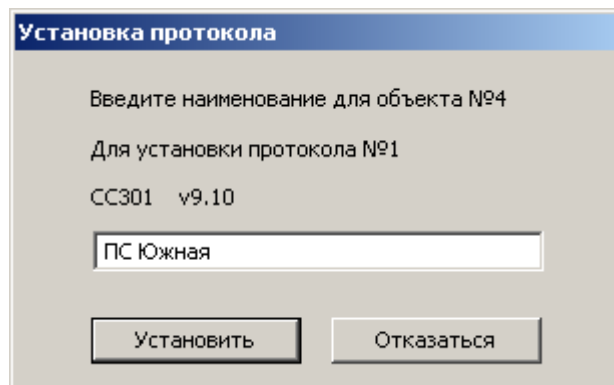 Установка протокола
Введите наименование для объекта №4
Для установки протокола №1
СС301 v9.10
ПС Южная
Установить Отказаться